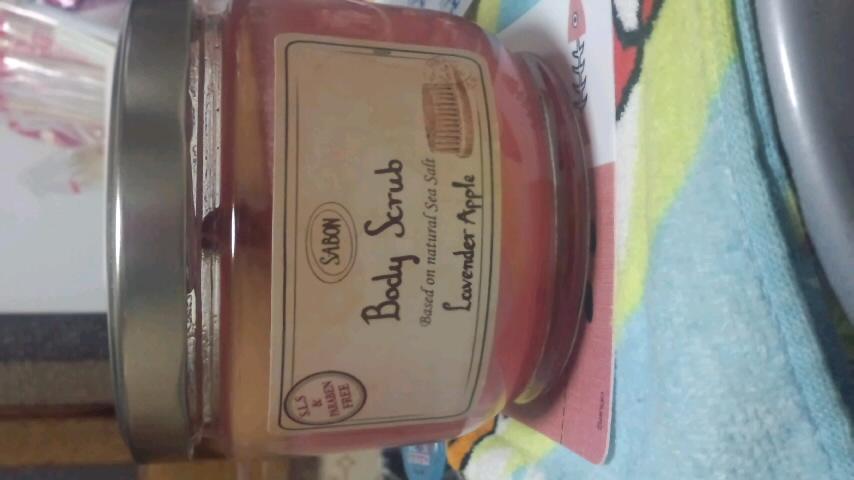 SABON
Body Scrub
Based on natural Sea Salt
Lavender Apple
S.L.S
&
PARABEN
FREE